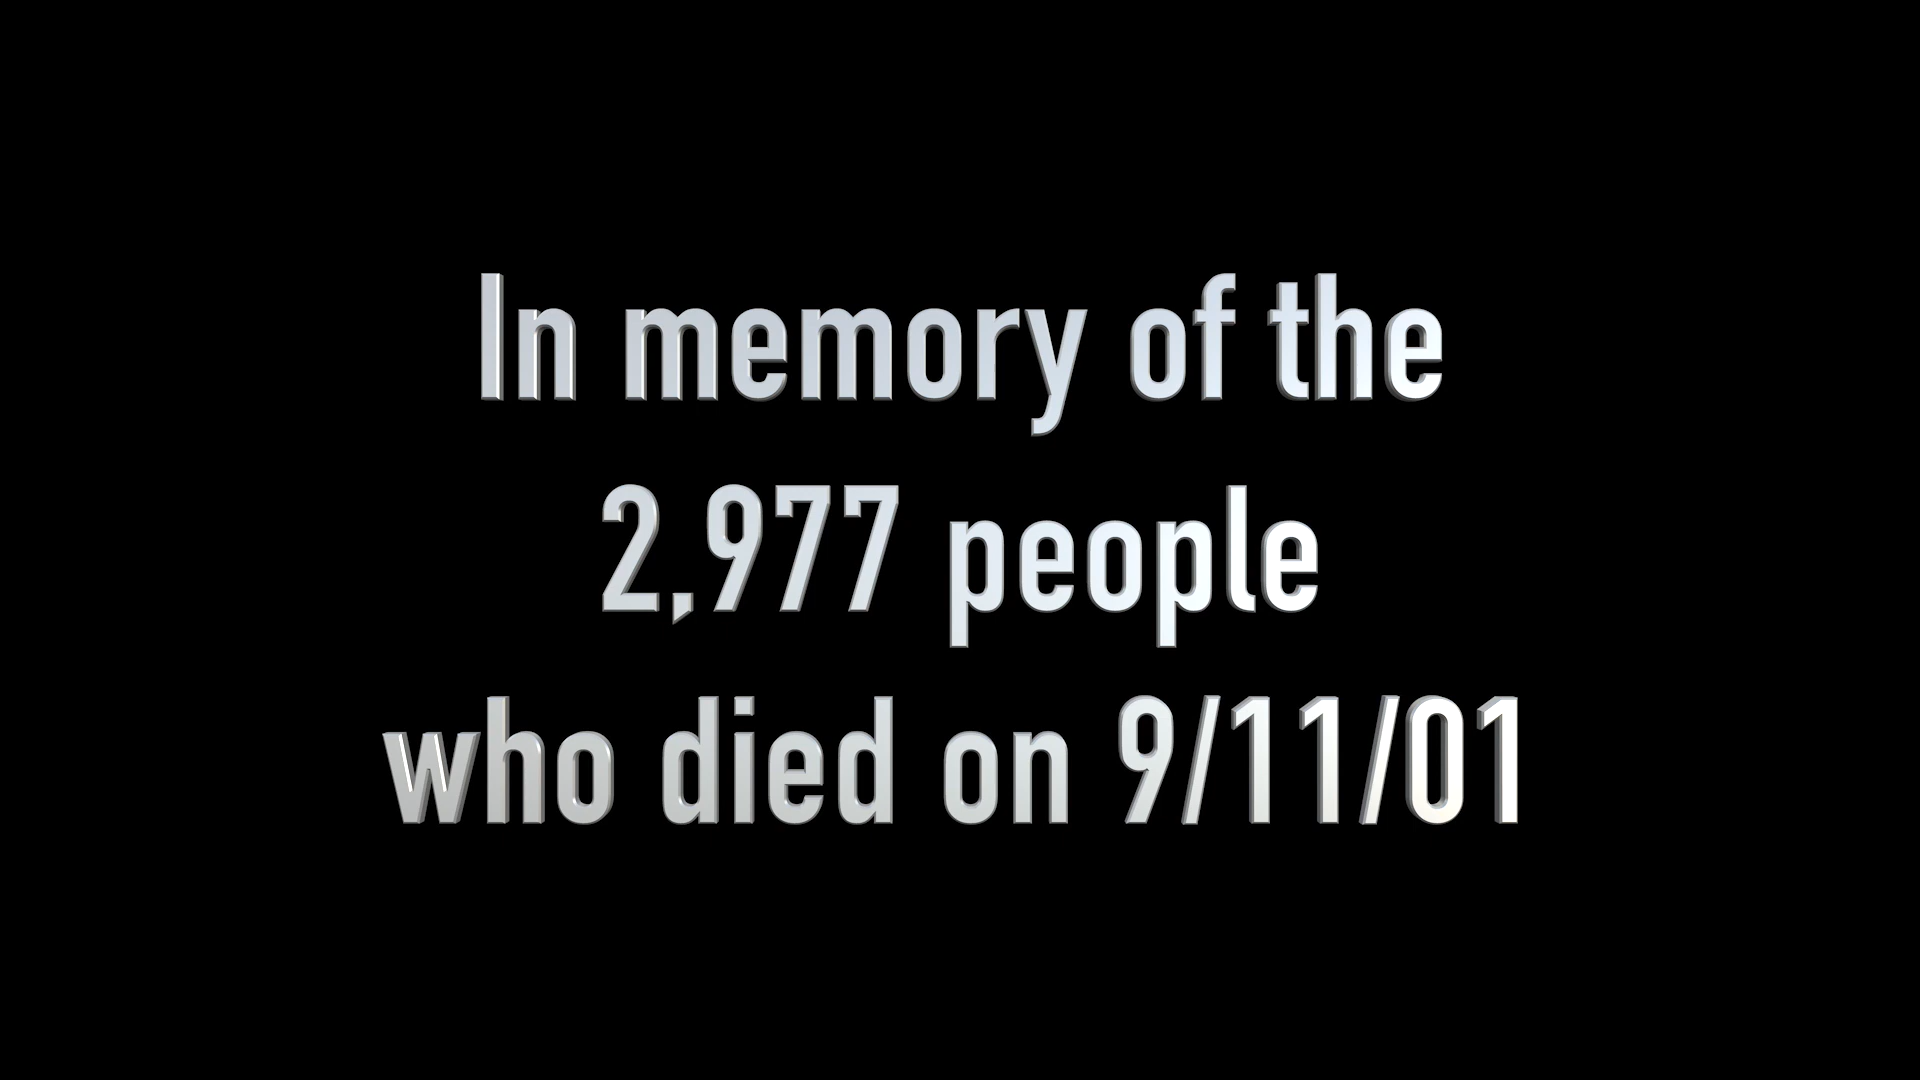 In memory of the
2,977 people
who died on 9/11/01